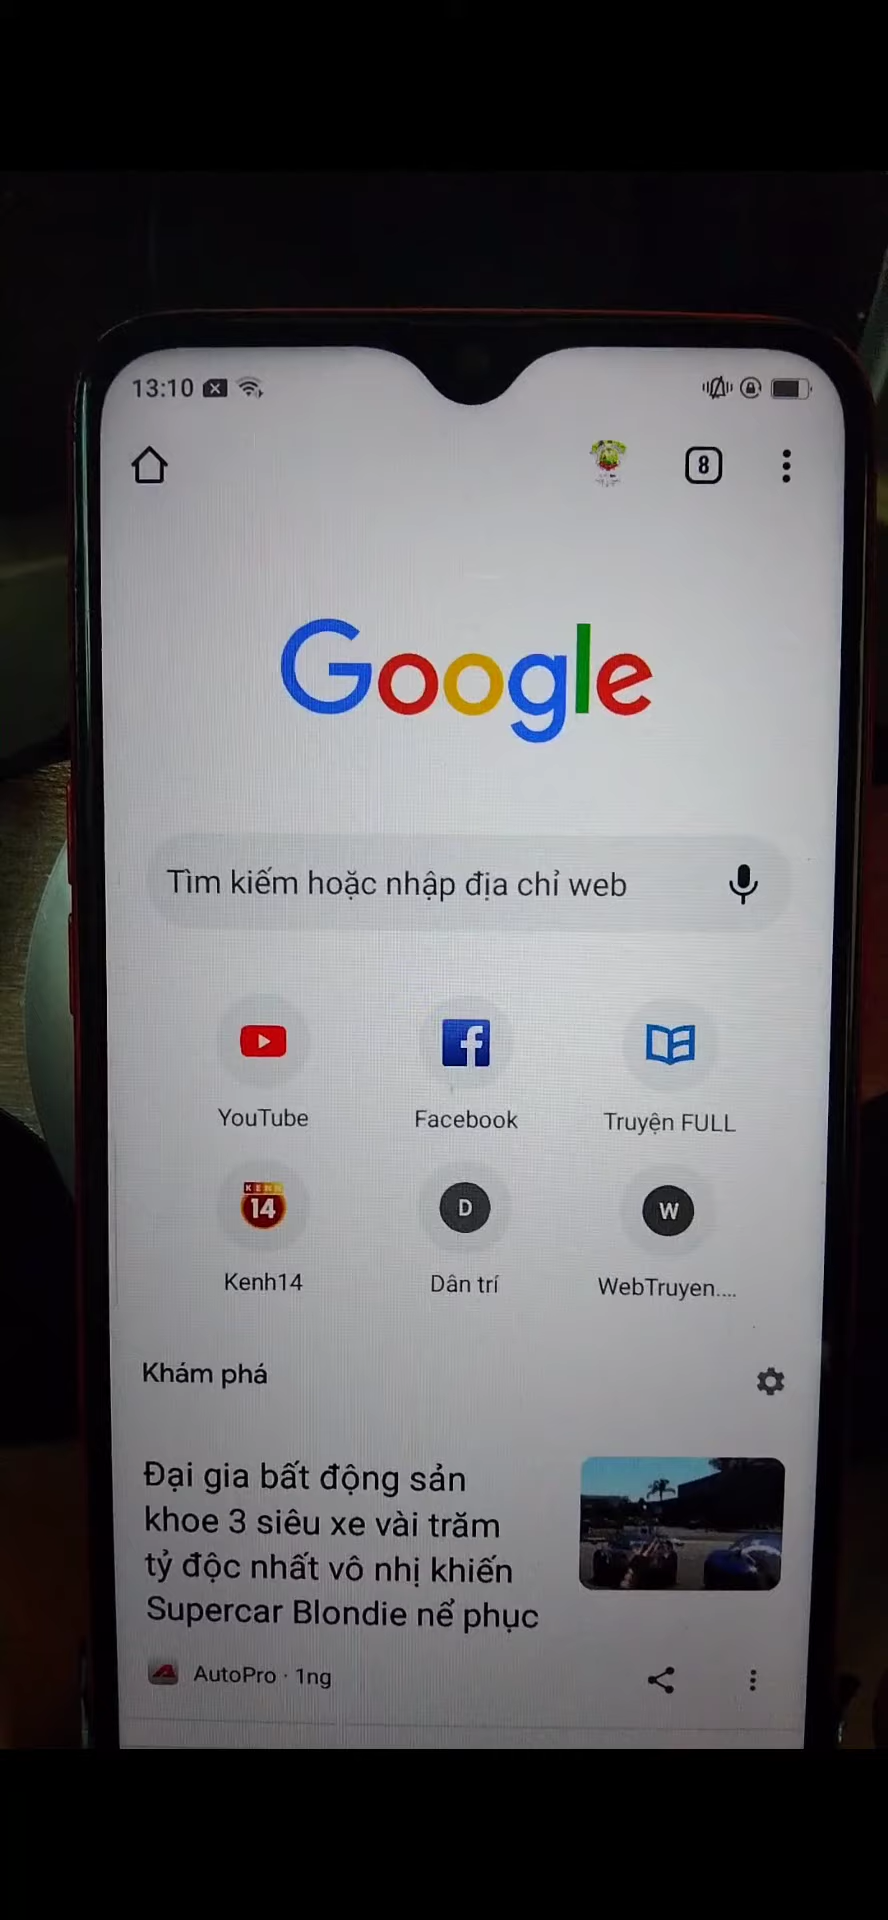 13:10
8
Google
Tìm kiếm hoặc nhập địa chỉ web
YouTube
Facebook
Truyện FULL
KENH
14
D
W
Kenh14
Dân trí
WebTruyen....
Khám phá
Đại gia bất động sản
khoe 3 siêu xe vài trăm
tỷ độc nhất vô nhị khiến
Supercar Blondie nể phục
AutoPro · 1ng